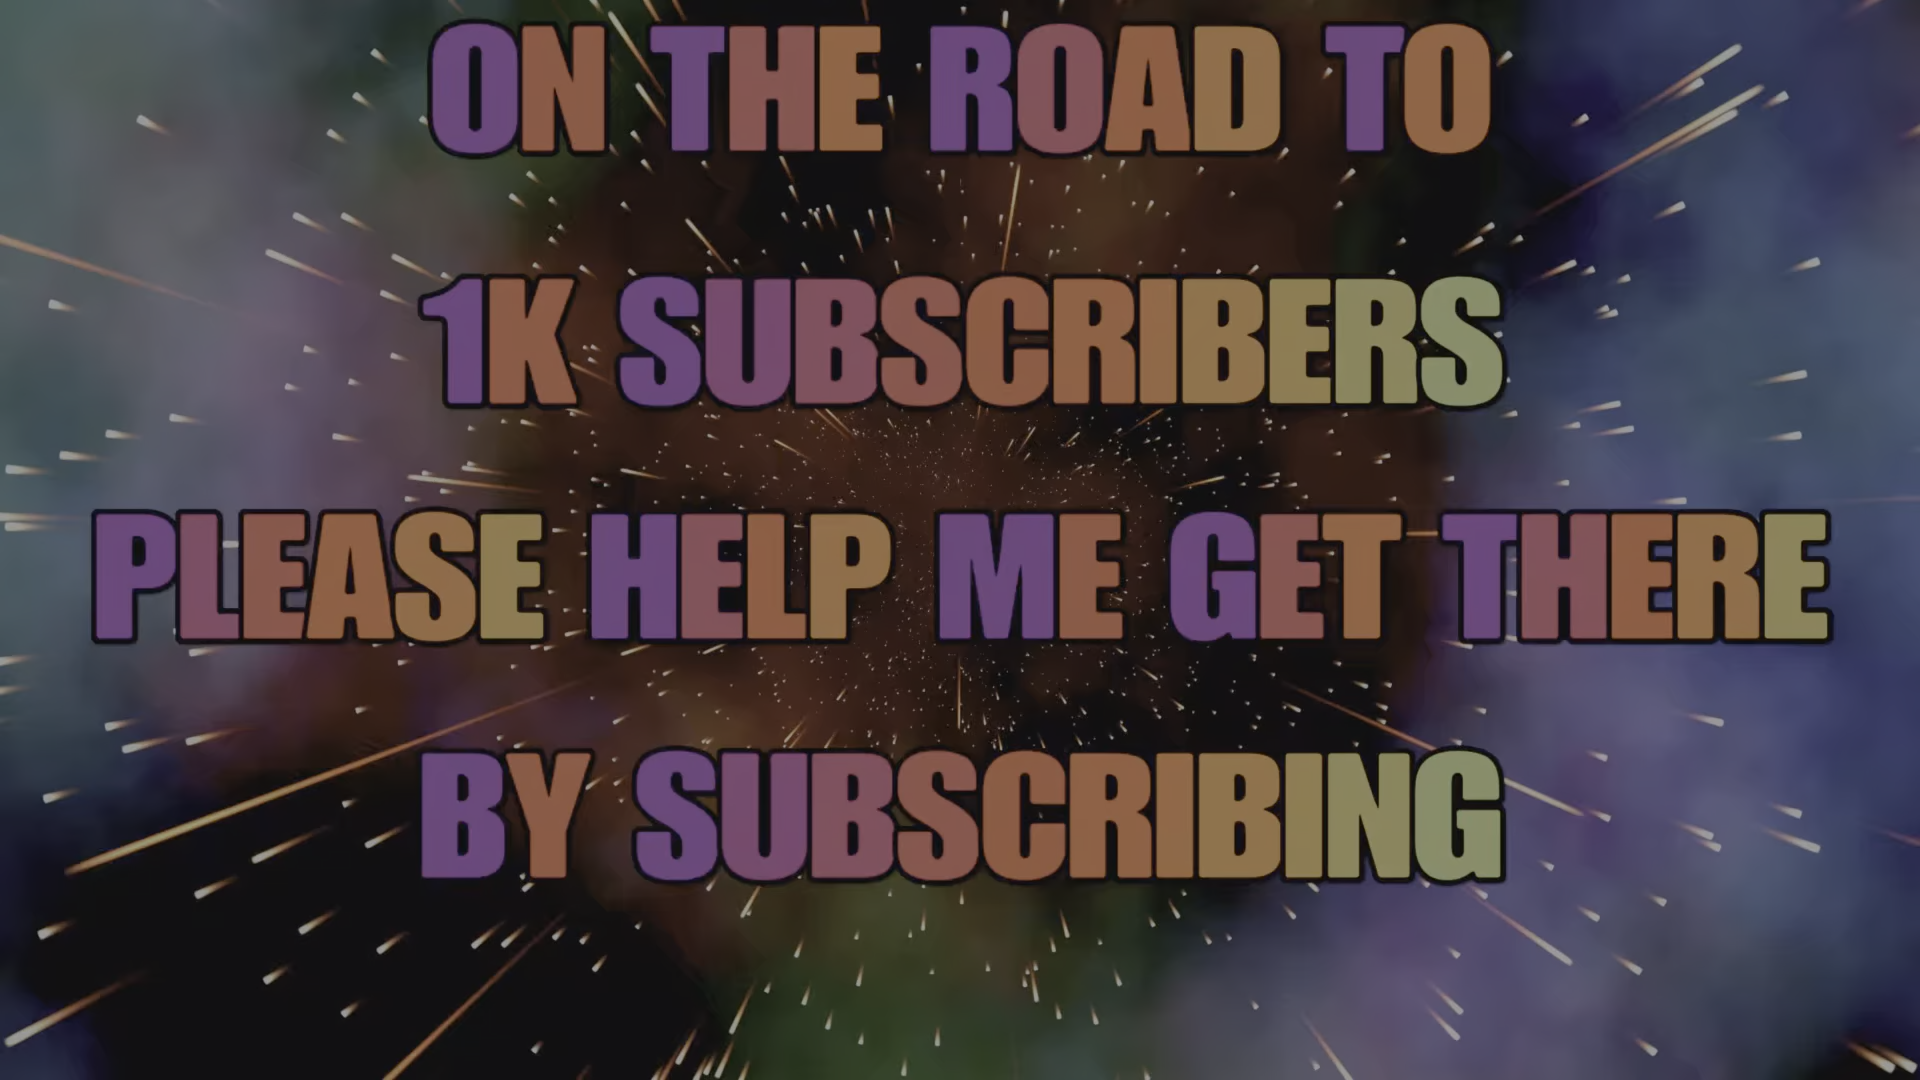 ON THE ROAD TO
1K SUBSCRIBERS
PLEASE HELP ME GET THERE
BY SUBSCRIBING